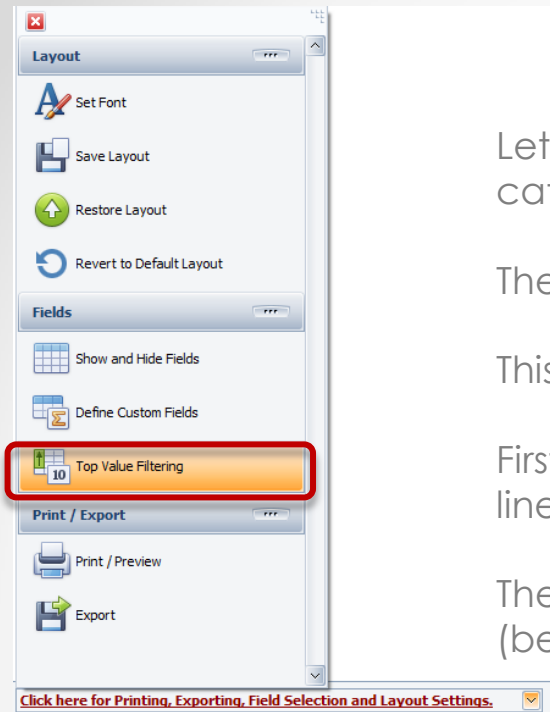 Layout
Set Font
Save Layout
Restore Layout
Revert to Default Layout
Fields
Show and Hide Fields
Define Custom Fields
10 Top Value Filtering
Print / Export
Print / Preview
Export
Click here for Printing, Exporting, Field Selection and Layout Settings.
Let
The
This
First
line
The
(be